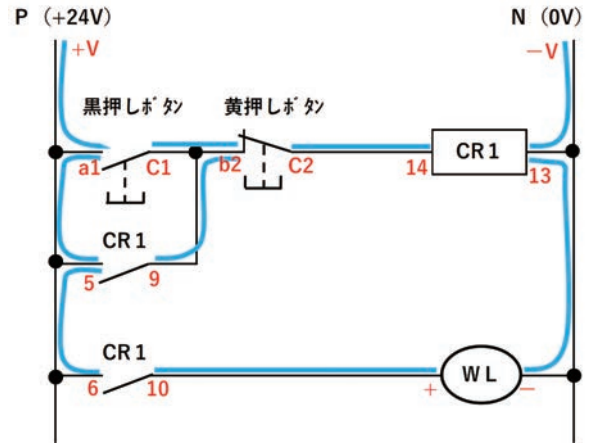 P (+24V) N (0V)
+V −V
黒押しﾎﾞﾀﾝ 黄押しﾎﾞﾀﾝ
a1 C1 b2 C2 14 CR1 13
CR1
5 9
CR1
6 10 + WL −